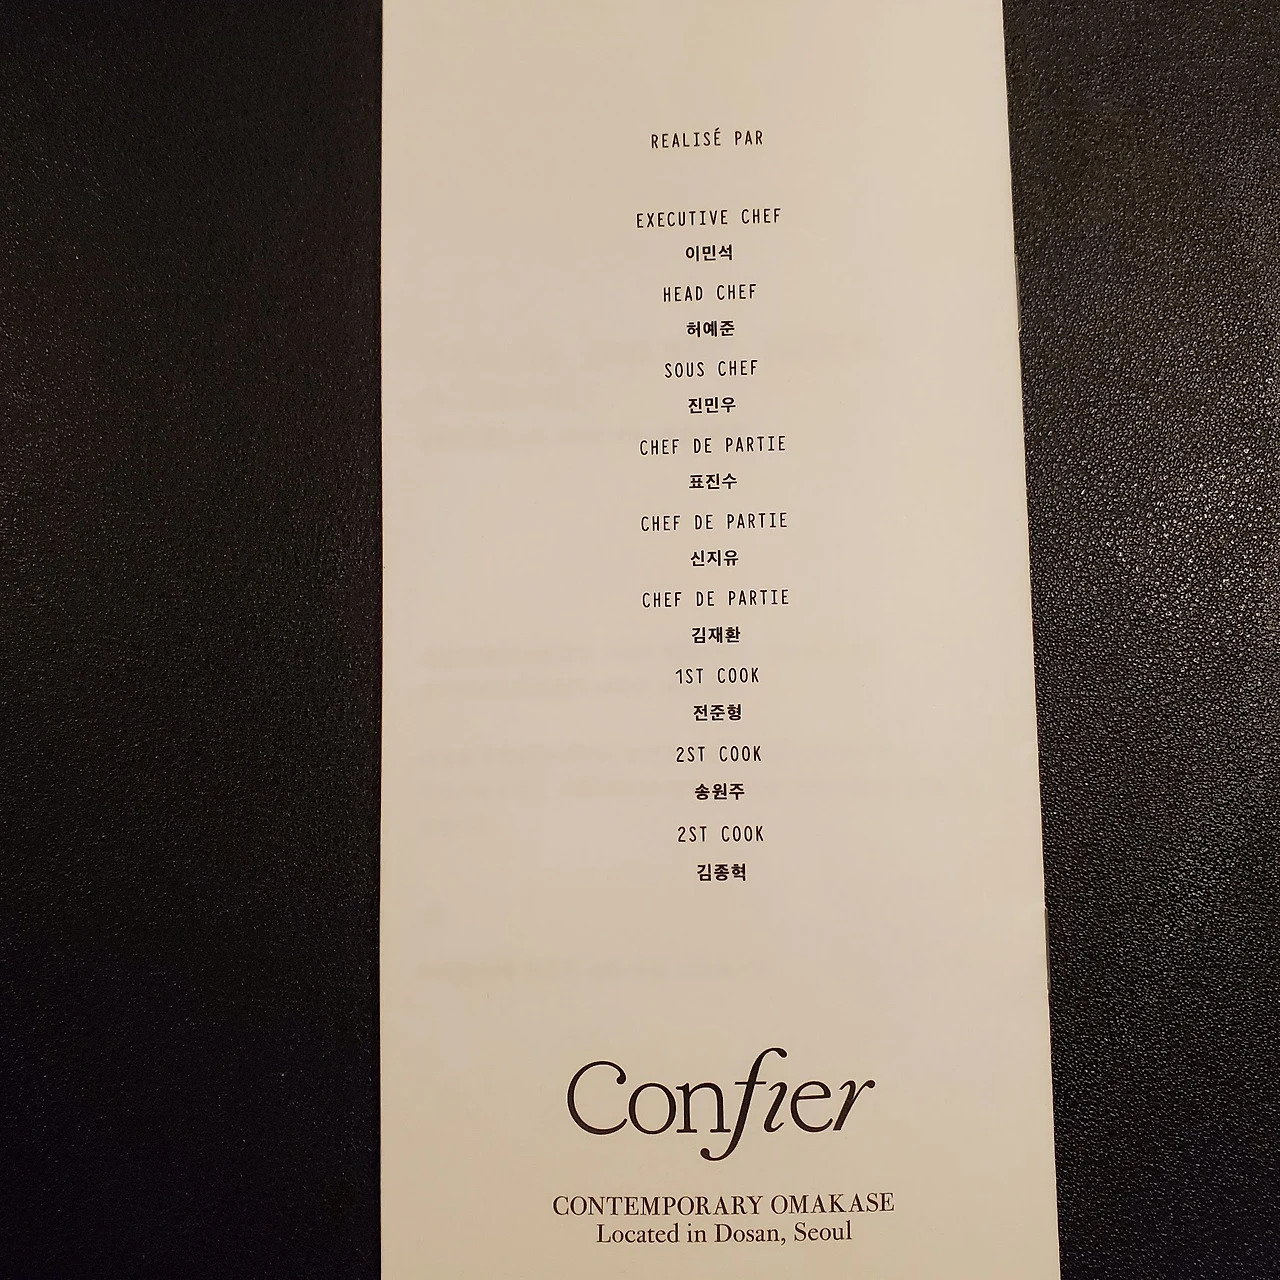 REALISÉ PAR
EXECUTIVE CHEF
이민석
HEAD CHEF
허예준
SOUS CHEF
진민우
CHEF DE PARTIE
표진수
CHEF DE PARTIE
신지유
CHEF DE PARTIE
김재환
1ST COOK
전준형
2ST COOK
송원주
2ST COOK
김종혁
Confier
CONTEMPORARY OMAKASE
Located in Dosan, Seoul